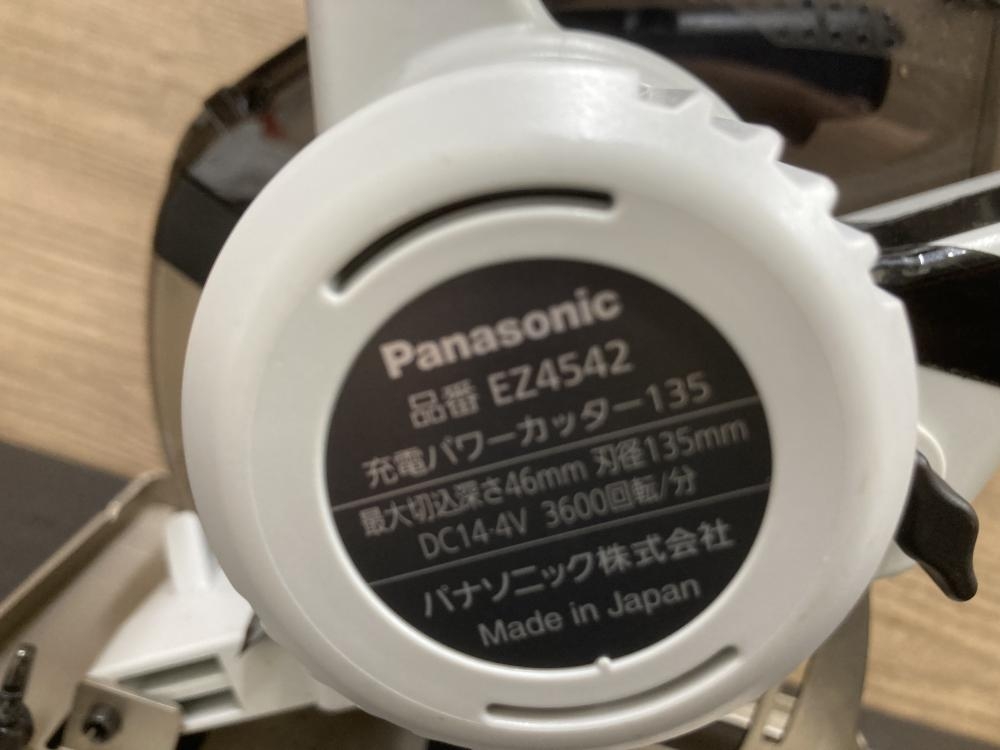 Panasonic
品番 EZ4542
充電パワーカッター135
最大切込深さ46mm 刃径135mm
DC14.4V 3600回転/分
パナソニック株式会社
Made in Japan